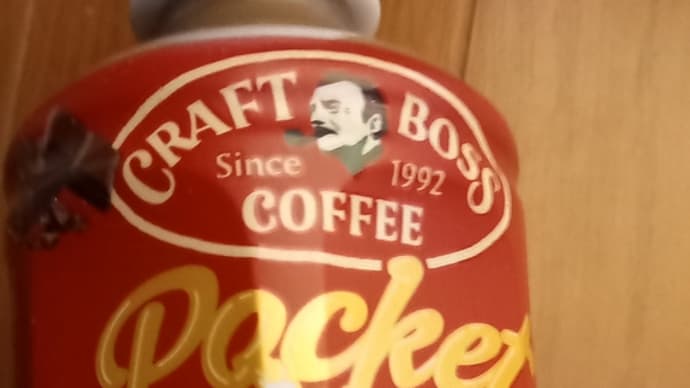 CRAFT BOSS
Since 1992
COFFEE
Pocket